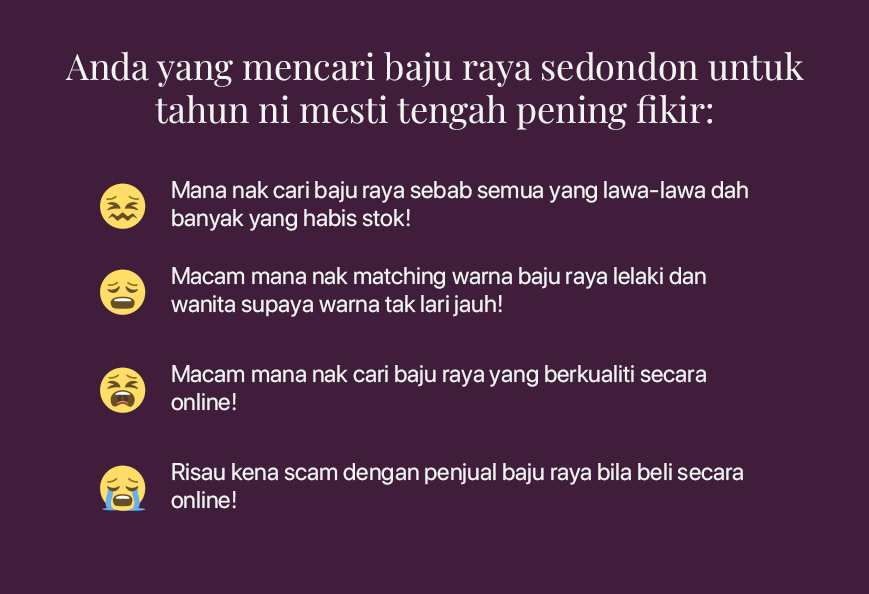 Anda yang mencari baju raya sedondon untuk
tahun ni mesti tengah pening fikir:
Mana nak cari baju raya sebab semua yang lawa-lawa dah
banyak yang habis stok!
Macam mana nak matching warna baju raya lelaki dan
wanita supaya warna tak lari jauh!
Macam mana nak cari baju raya yang berkualiti secara
online!
Risau kena scam dengan penjual baju raya bila beli secara
online!